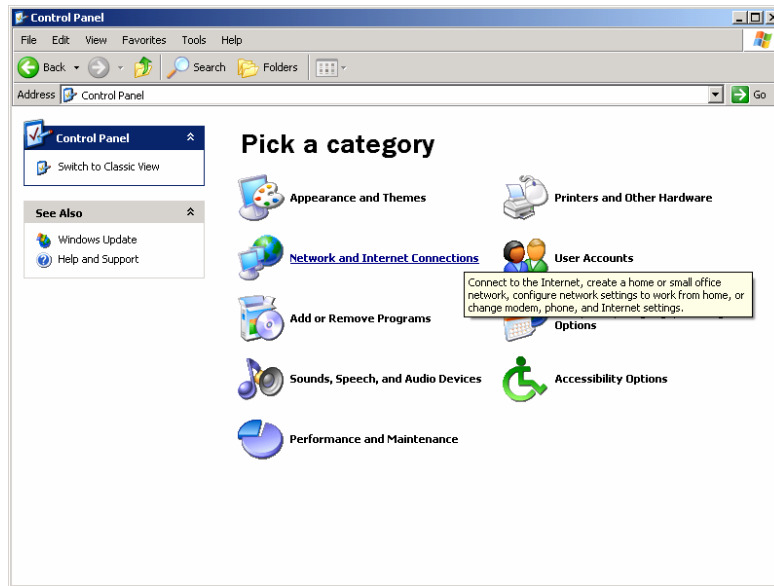 Control Panel
File Edit View Favorites Tools Help
Back Search Folders
Address Control Panel Go
Control Panel
Switch to Classic View
See Also
Windows Update
Help and Support
Pick a category
Appearance and Themes
Printers and Other Hardware
Network and Internet Connections
User Accounts
Connect to the Internet, create a home or small office
network, configure network settings to work from home, or
change modem, phone, and Internet settings.
Add or Remove Programs
Options
Sounds, Speech, and Audio Devices
Accessibility Options
Performance and Maintenance